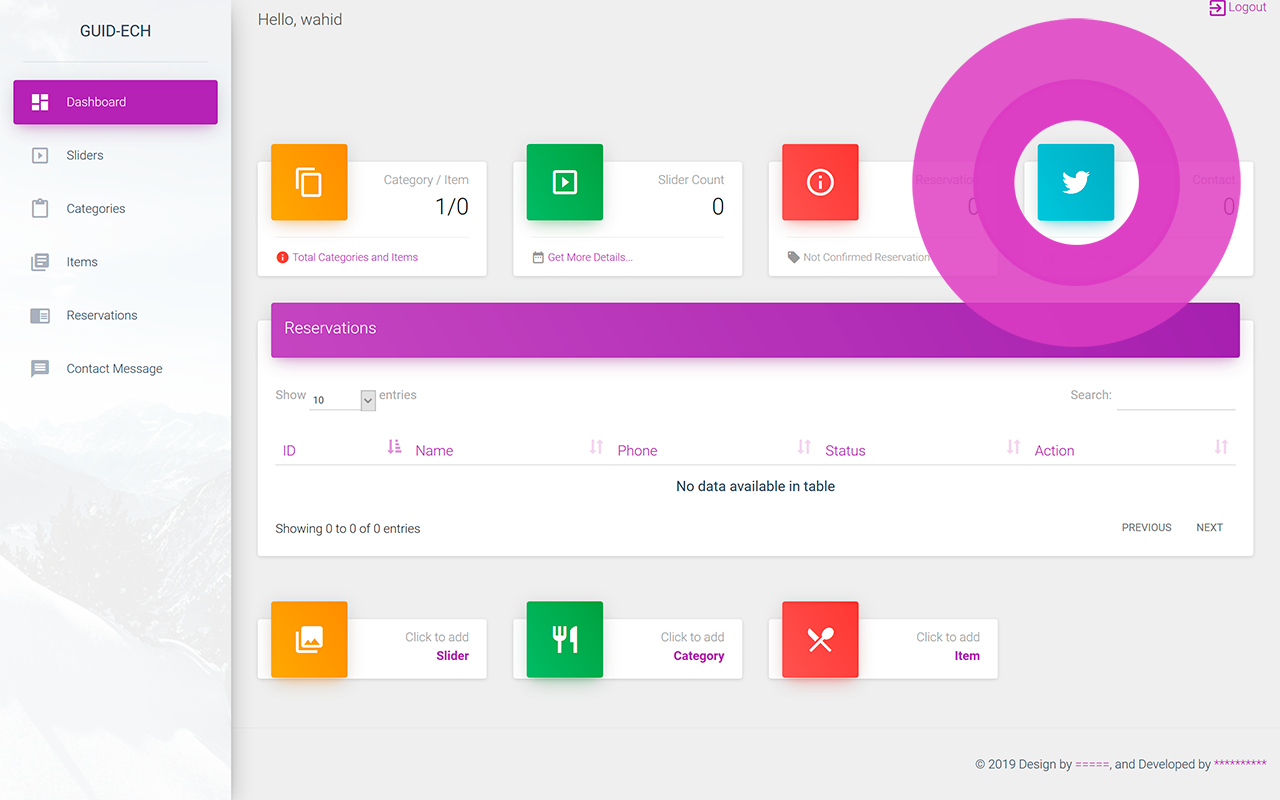 GUID-ECH
Dashboard
Sliders
Categories
Items
Reservations
Contact Message
Hello, wahid
Logout
Category / Item
1/0
Total Categories and Items
Slider Count
0
Get More Details...
Reservation
0
Not Confirmed Reservation
Contact
0
Reservations
Show 10 entries
Search:
ID Name Phone Status Action
No data available in table
Showing 0 to 0 of 0 entries
PREVIOUS NEXT
Click to add
Slider
Click to add
Category
Click to add
Item
© 2019 Design by =====, and Developed by **********